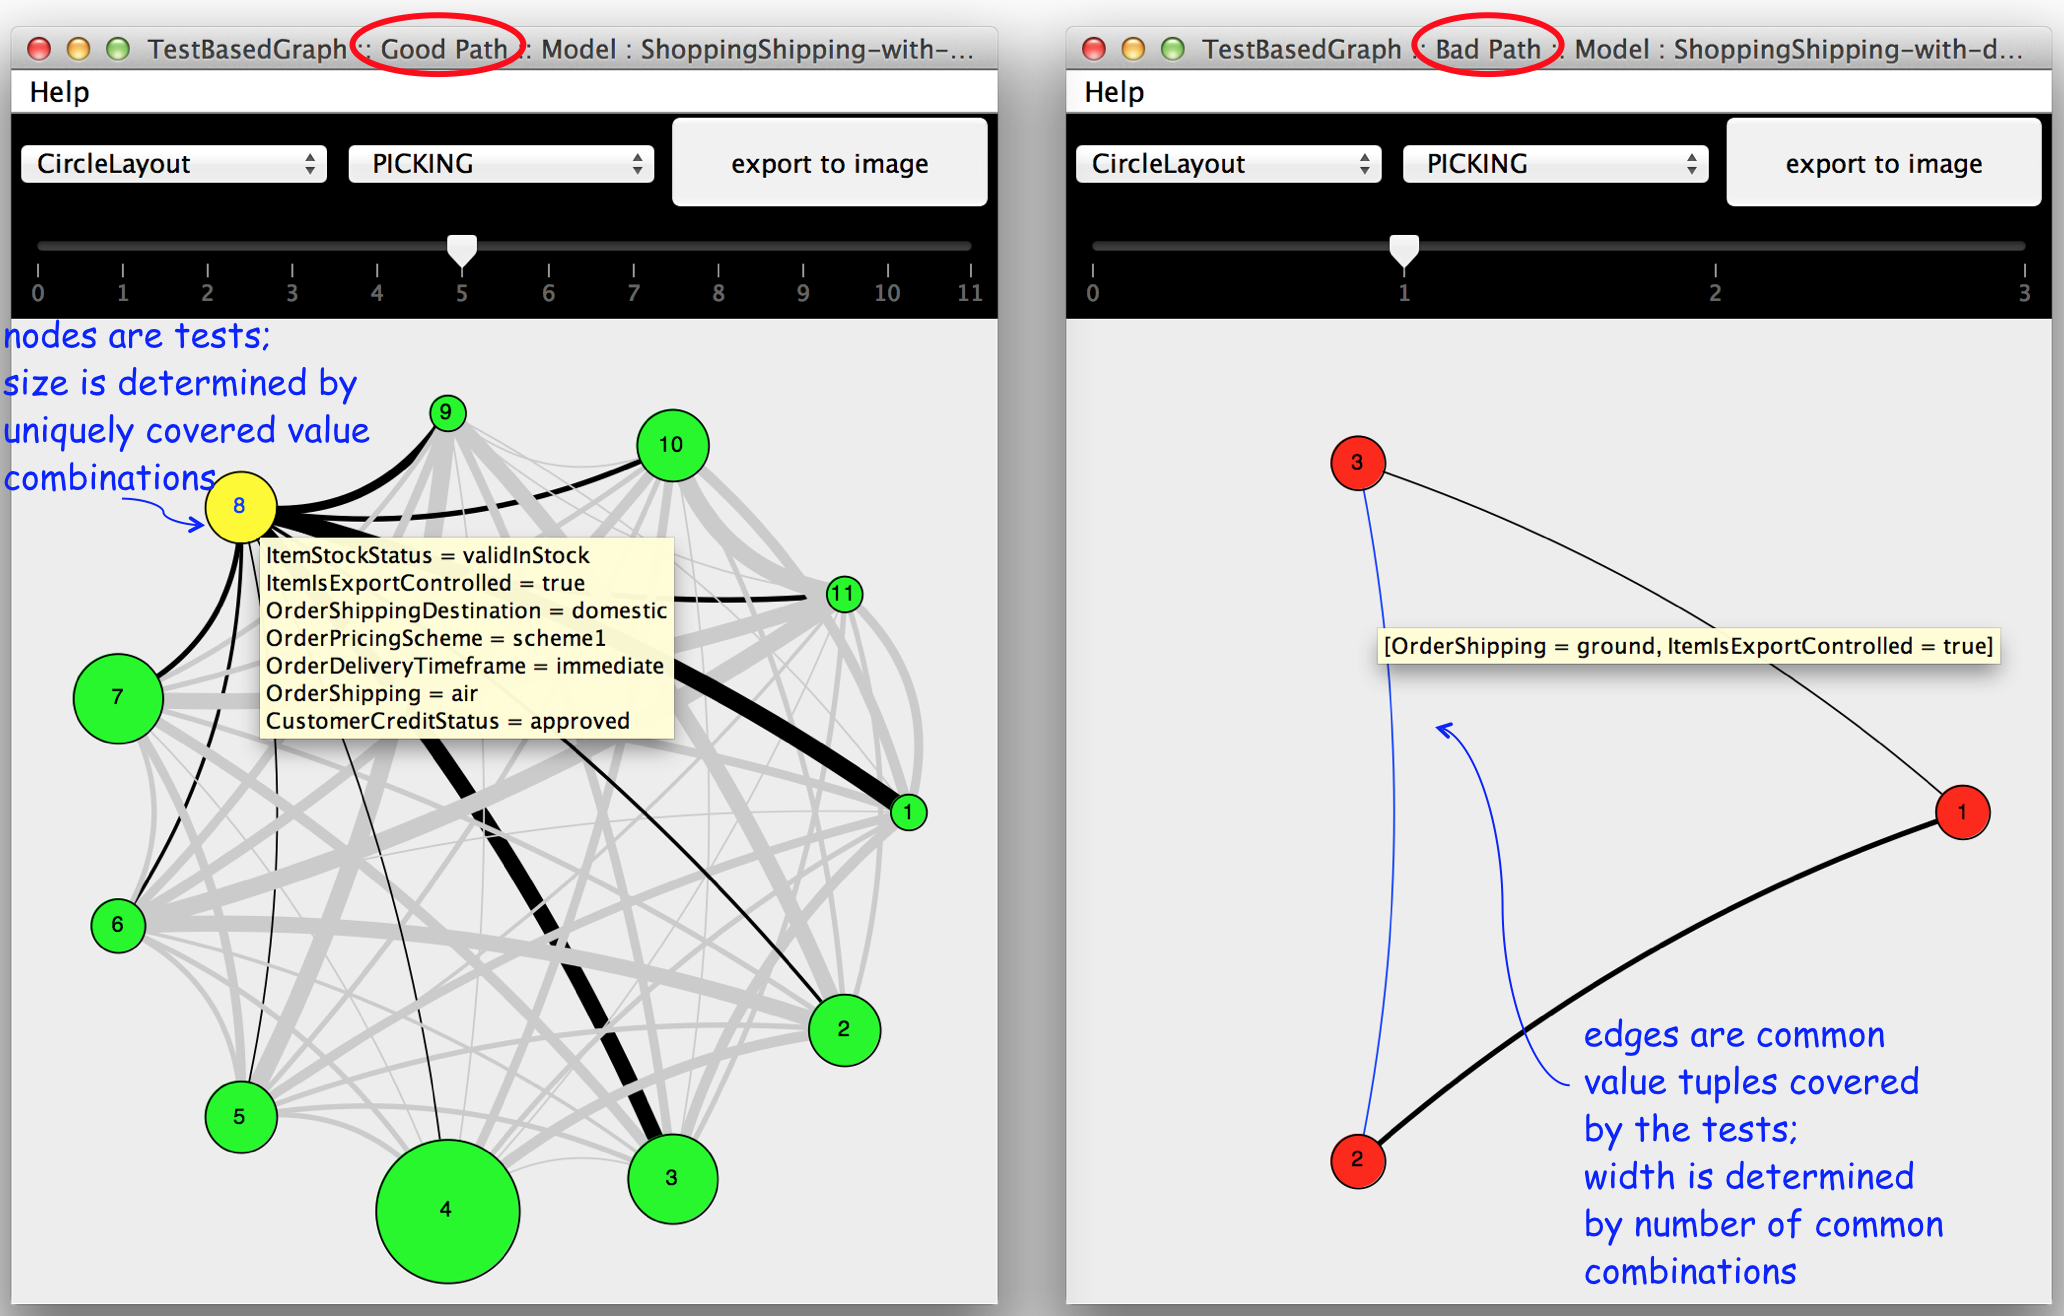 TestBasedGraph :: Good Path :: Model : ShoppingShipping-with-...
Help
CircleLayout
PICKING
export to image
0 1 2 3 4 5 6 7 8 9 10 11
nodes are tests;
size is determined by
uniquely covered value
combinations
9
10
8
ItemStockStatus = validInStock
ItemIsExportControlled = true
OrderShippingDestination = domestic
OrderPricingScheme = scheme1
OrderDeliveryTimeframe = immediate
OrderShipping = air
CustomerCreditStatus = approved
11
7
1
6
2
5
3
4
TestBasedGraph : Bad Path : Model : ShoppingShipping-with-d...
Help
CircleLayout
PICKING
export to image
0 1 2 3
3
[OrderShipping = ground, ItemIsExportControlled = true]
1
2
edges are common
value tuples covered
by the tests;
width is determined
by number of common
combinations